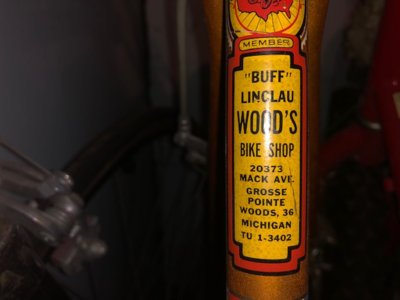 MEMBER
"BUFF"
LINCLAU
WOOD'S
BIKE SHOP
20373
MACK AVE.
GROSSE
POINTE
WOODS, 36
MICHIGAN
TU 1-3402